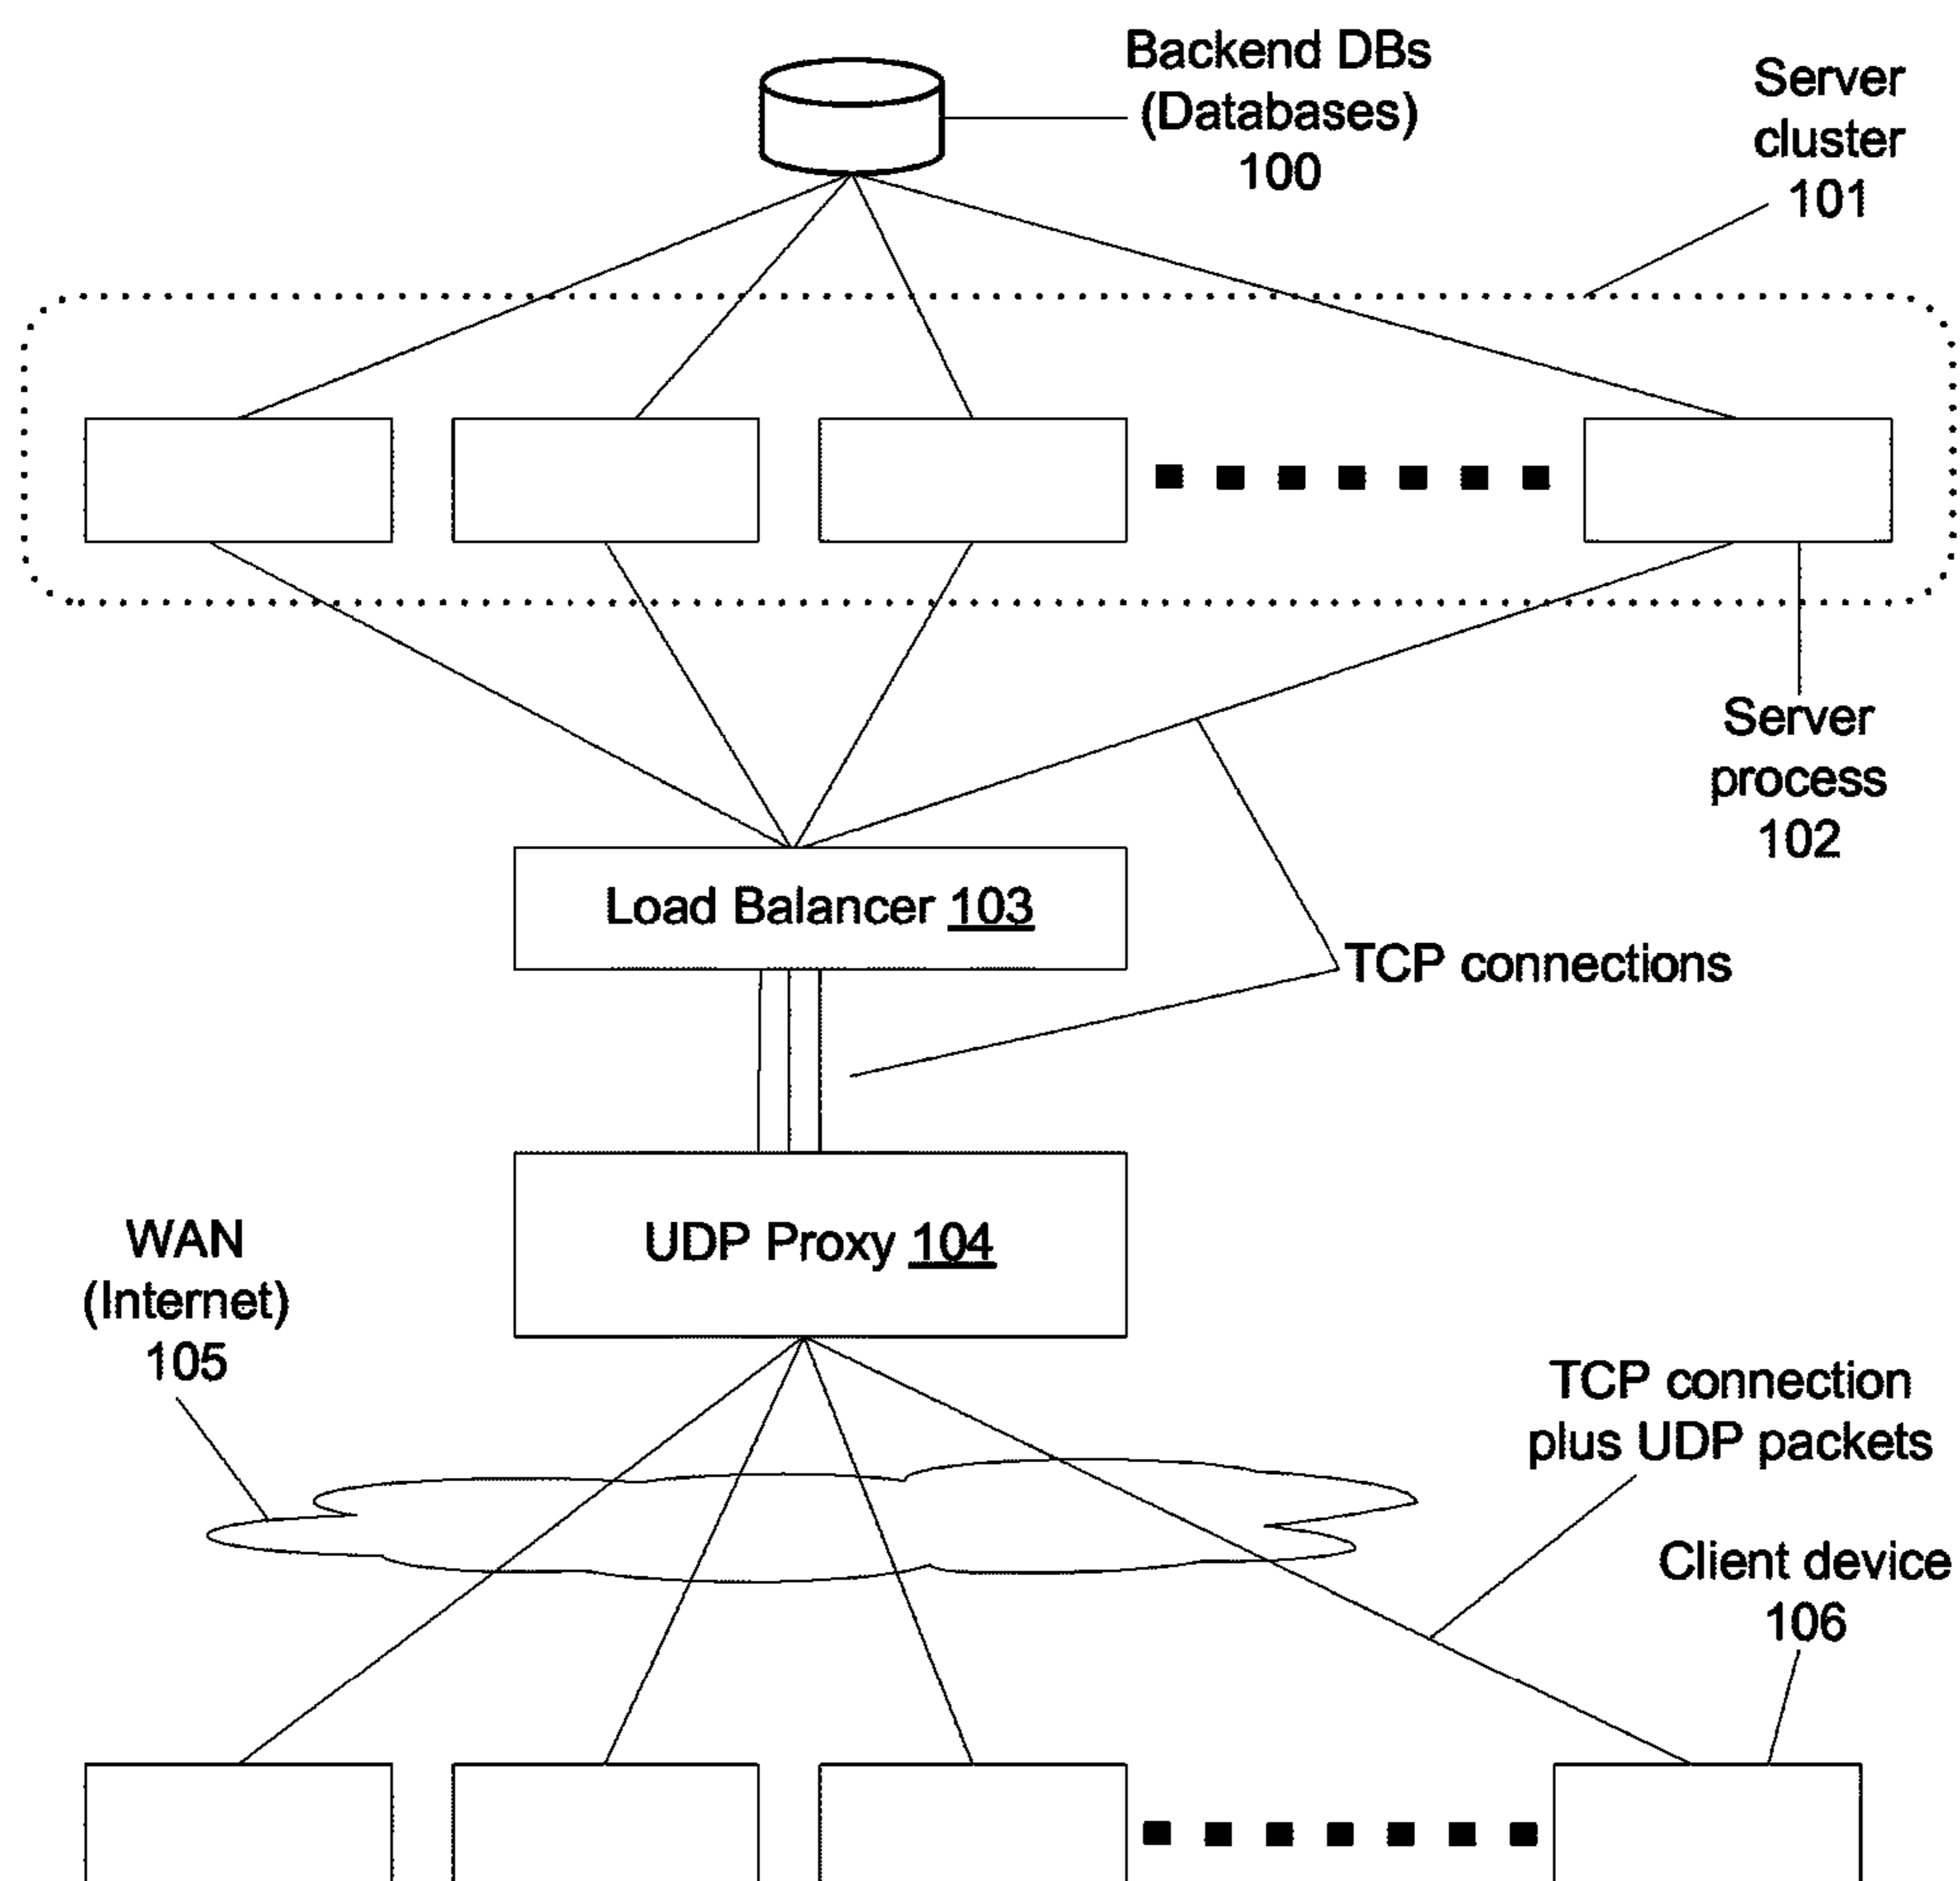 Backend DBs
(Databases)
100
Server
cluster
101
Server
process
102
Load Balancer 103
TCP connections
UDP Proxy 104
WAN
(Internet)
105
TCP connection
plus UDP packets
Client device
106